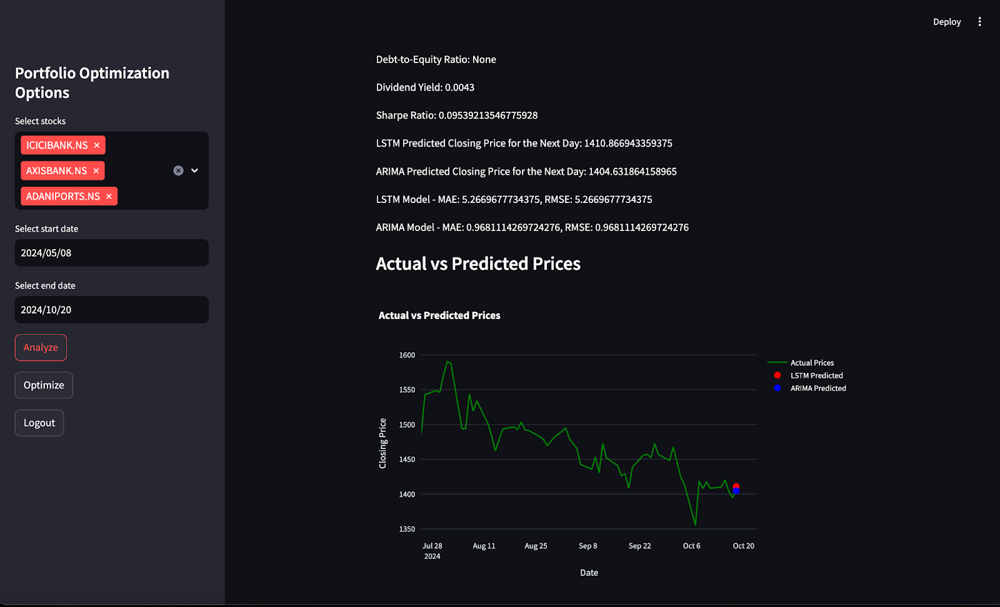 Deploy
Portfolio Optimization
Options
Select stocks
ICICIBANK.NS ×
AXISBANK.NS ×
ADANIPORTS.NS ×
Select start date
2024/05/08
Select end date
2024/10/20
Analyze
Optimize
Logout
Debt-to-Equity Ratio: None
Dividend Yield: 0.0043
Sharpe Ratio: 0.09539213546775928
LSTM Predicted Closing Price for the Next Day: 1410.866943359375
ARIMA Predicted Closing Price for the Next Day: 1404.631864158965
LSTM Model - MAE: 5.2669677734375, RMSE: 5.2669677734375
ARIMA Model - MAE: 0.9681114269724276, RMSE: 0.9681114269724276
Actual vs Predicted Prices
Actual vs Predicted Prices
1600
1550
1500
1450
1400
1350
Closing Price
Jul 28
2024
Aug 11
Aug 25
Sep 8
Sep 22
Oct 6
Oct 20
Date
Actual Prices
LSTM Predicted
ARIMA Predicted